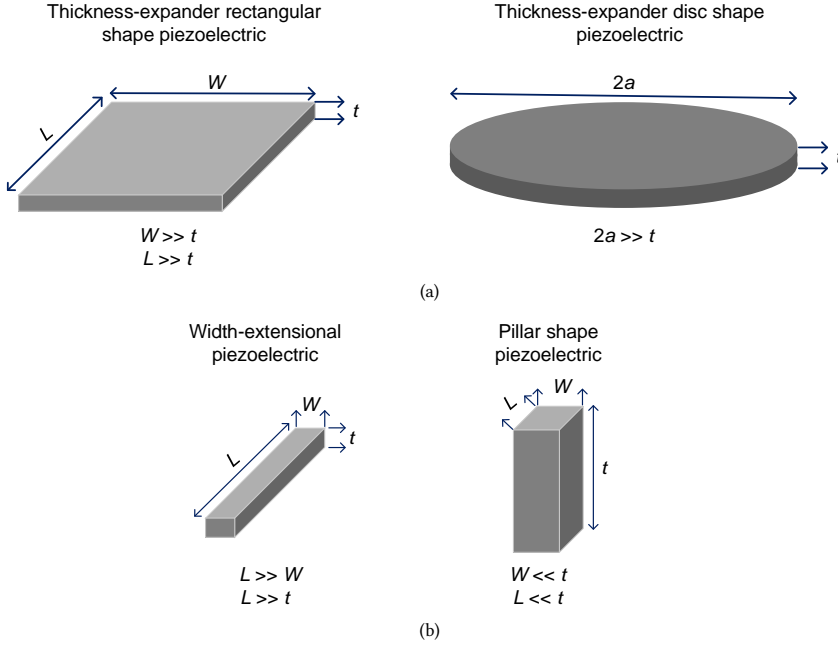 Thickness-expander rectangular
shape piezoelectric
Thickness-expander disc shape
piezoelectric
W
L
t
W >> t
L >> t
2a
t
2a >> t
(a)
Width-extensional
piezoelectric
Pillar shape
piezoelectric
W
L
t
L >> W
L >> t
L
W
t
W << t
L << t
(b)